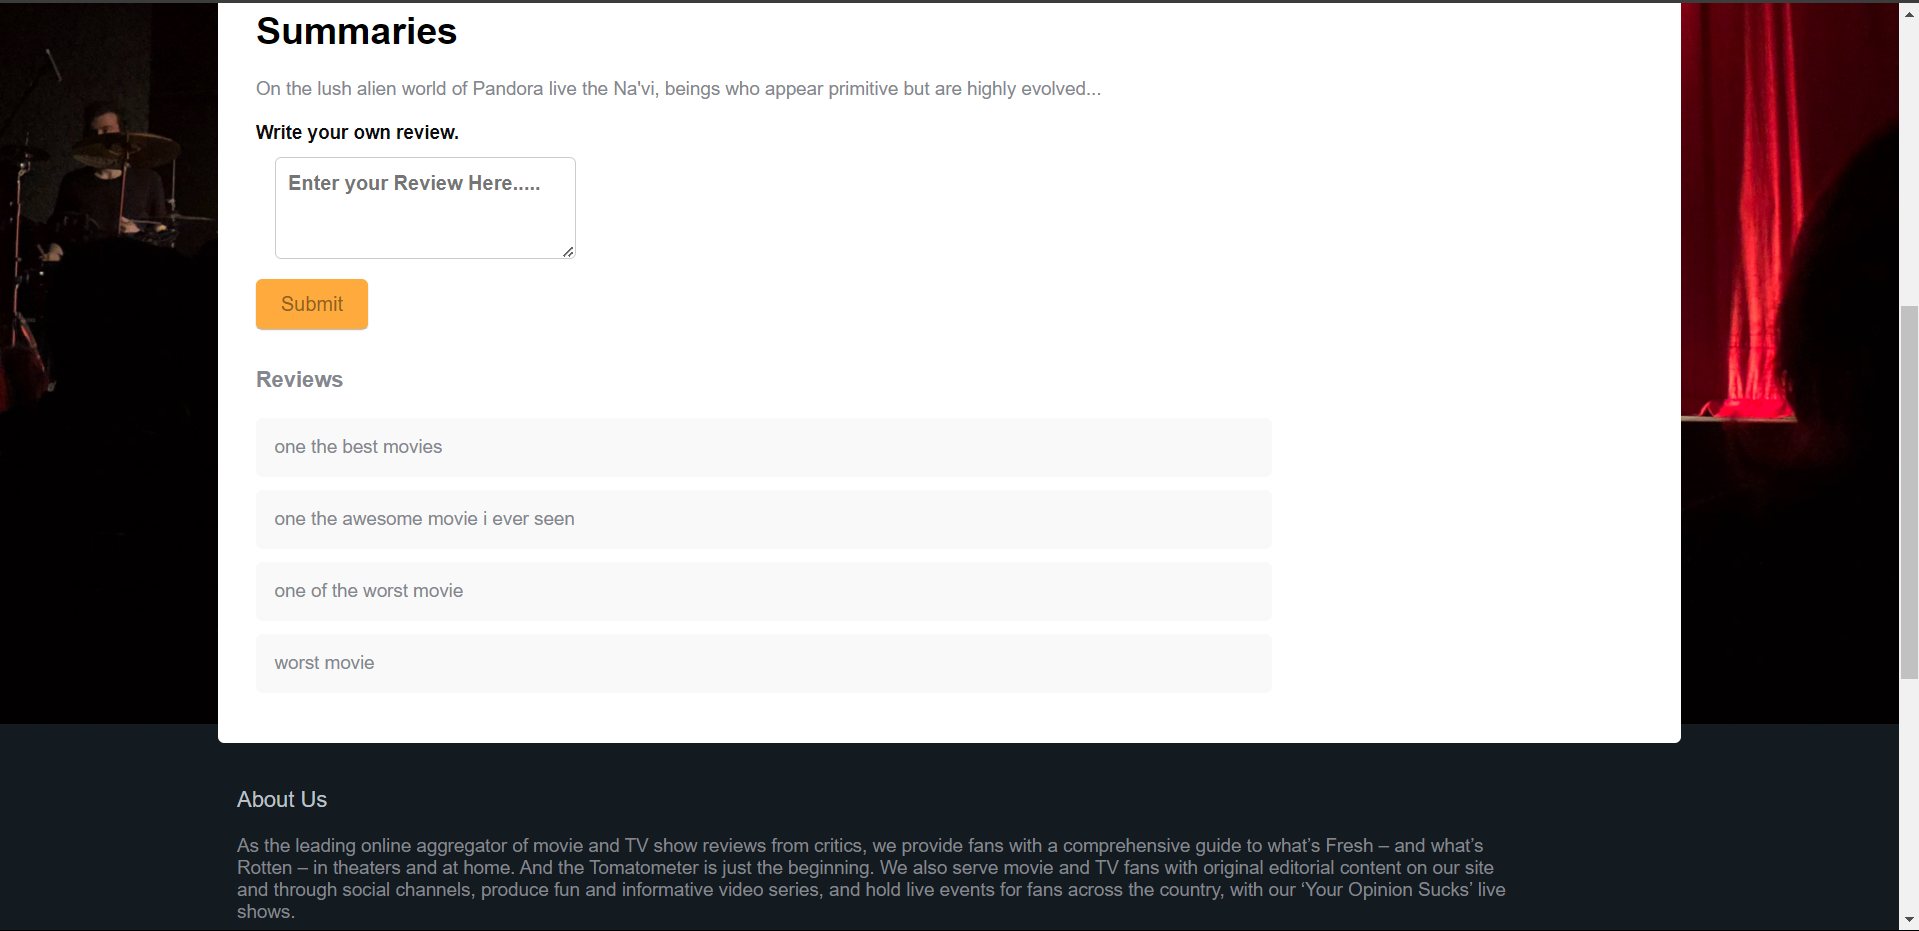 Summaries
On the lush alien world of Pandora live the Na'vi, beings who appear primitive but are highly evolved...
Write your own review.
Enter your Review Here.....
Submit
Reviews
one the best movies
one the awesome movie i ever seen
one of the worst movie
worst movie
About Us
As the leading online aggregator of movie and TV show reviews from critics, we provide fans with a comprehensive guide to what’s Fresh – and what’s
Rotten – in theaters and at home. And the Tomatometer is just the beginning. We also serve movie and TV fans with original editorial content on our site
and through social channels, produce fun and informative video series, and hold live events for fans across the country, with our ‘Your Opinion Sucks’ live
shows.